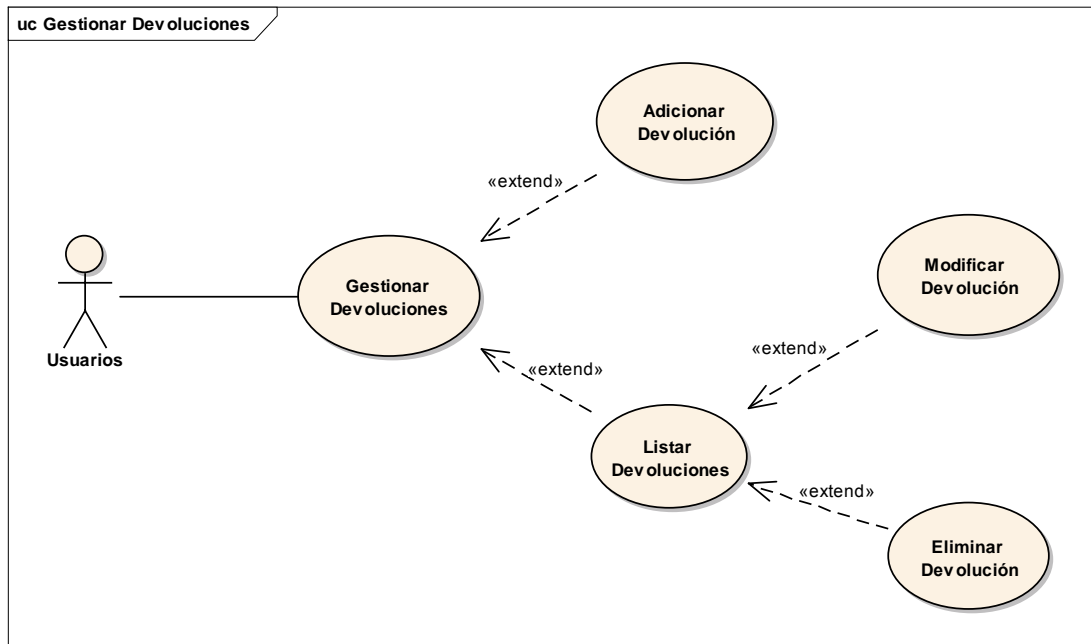 uc Gestionar Devoluciones
Adicionar
Devolución
«extend»
Gestionar
Devoluciones
Usuarios
Modificar
Devolución
«extend»
«extend»
Listar
Devoluciones
«extend»
Eliminar
Devolución